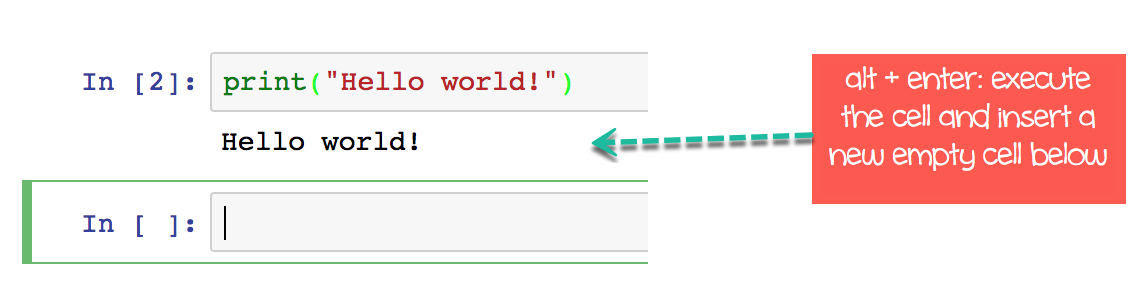 In [2]: print("Hello world!")
Hello world!
In [ ]:
alt + enter: execute
the cell and insert a
new empty cell below